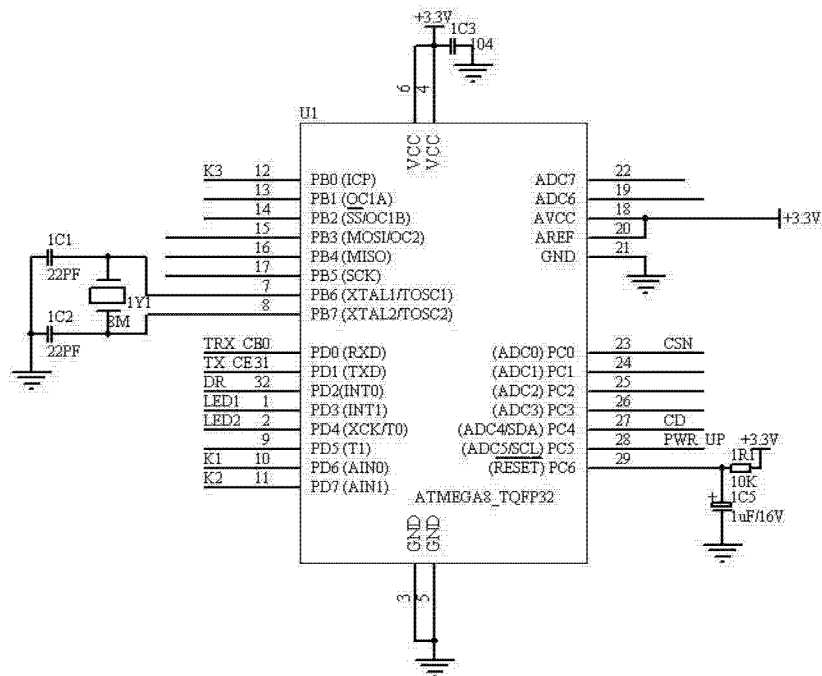 +3.3V
1C3
104
6
4
U1
VCC
VCC
K3 12 PB0 (ICP)
13 PB1 (OC1A)
14 PB2 (SS/OC1B)
15 PB3 (MOSI/OC2)
16 PB4 (MISO)
17 PB5 (SCK)
7 PB6 (XTAL1/TOSC1)
8 PB7 (XTAL2/TOSC2)
1C1
22PF
1Y1
8M
1C2
22PF
TRX_CE 30 PD0 (RXD)
TX_CE 31 PD1 (TXD)
DR 32 PD2(INT0)
LED1 1 PD3 (INT1)
LED2 2 PD4 (XCK/T0)
9 PD5 (T1)
K1 10 PD6 (AIN0)
K2 11 PD7 (AIN1)
ADC7 22
ADC6 19
AVCC 18
+3.3V
AREF 20
GND 21
(ADC0) PC0 23 CSN
(ADC1) PC1 24
(ADC2) PC2 25
(ADC3) PC3 26
(ADC4/SDA) PC4 27 CD
(ADC5/SCL) PC5 28 PWR_UP
(RESET) PC6 29
+3.3V
1R1
10K
+
1C5
1uF/16V
ATMEGA8_TQFP32
GND
GND
3
5